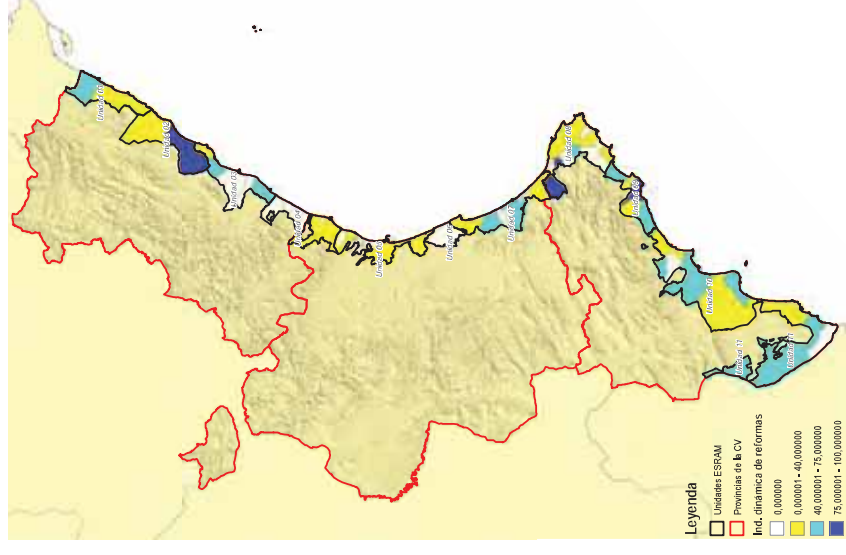 Unidad 01
Unidad 02
Unidad 03
Unidad 04
Unidad 05
Unidad 06
Unidad 07
Unidad 08
Unidad 09
Unidad 10
Unidad 11
Unidad 11
Leyenda
Unidades ESRAM
Provincias de la CV
Ind. dinámica de reformas
0,000000
0,000001 - 40,000000
40,000001 - 75,000000
75,000001 - 100,000000